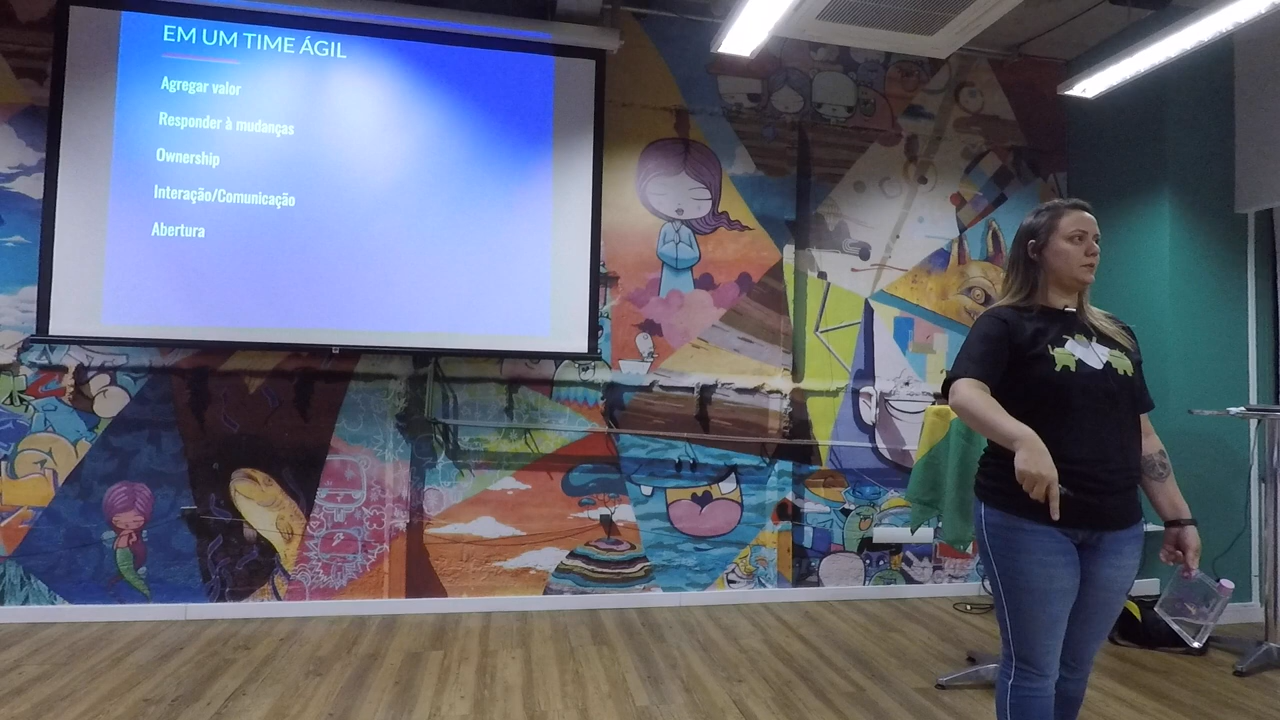 EM UM TIME ÁGIL
Agregar valor
Responder à mudanças
Ownership
Interação/Comunicação
Abertura